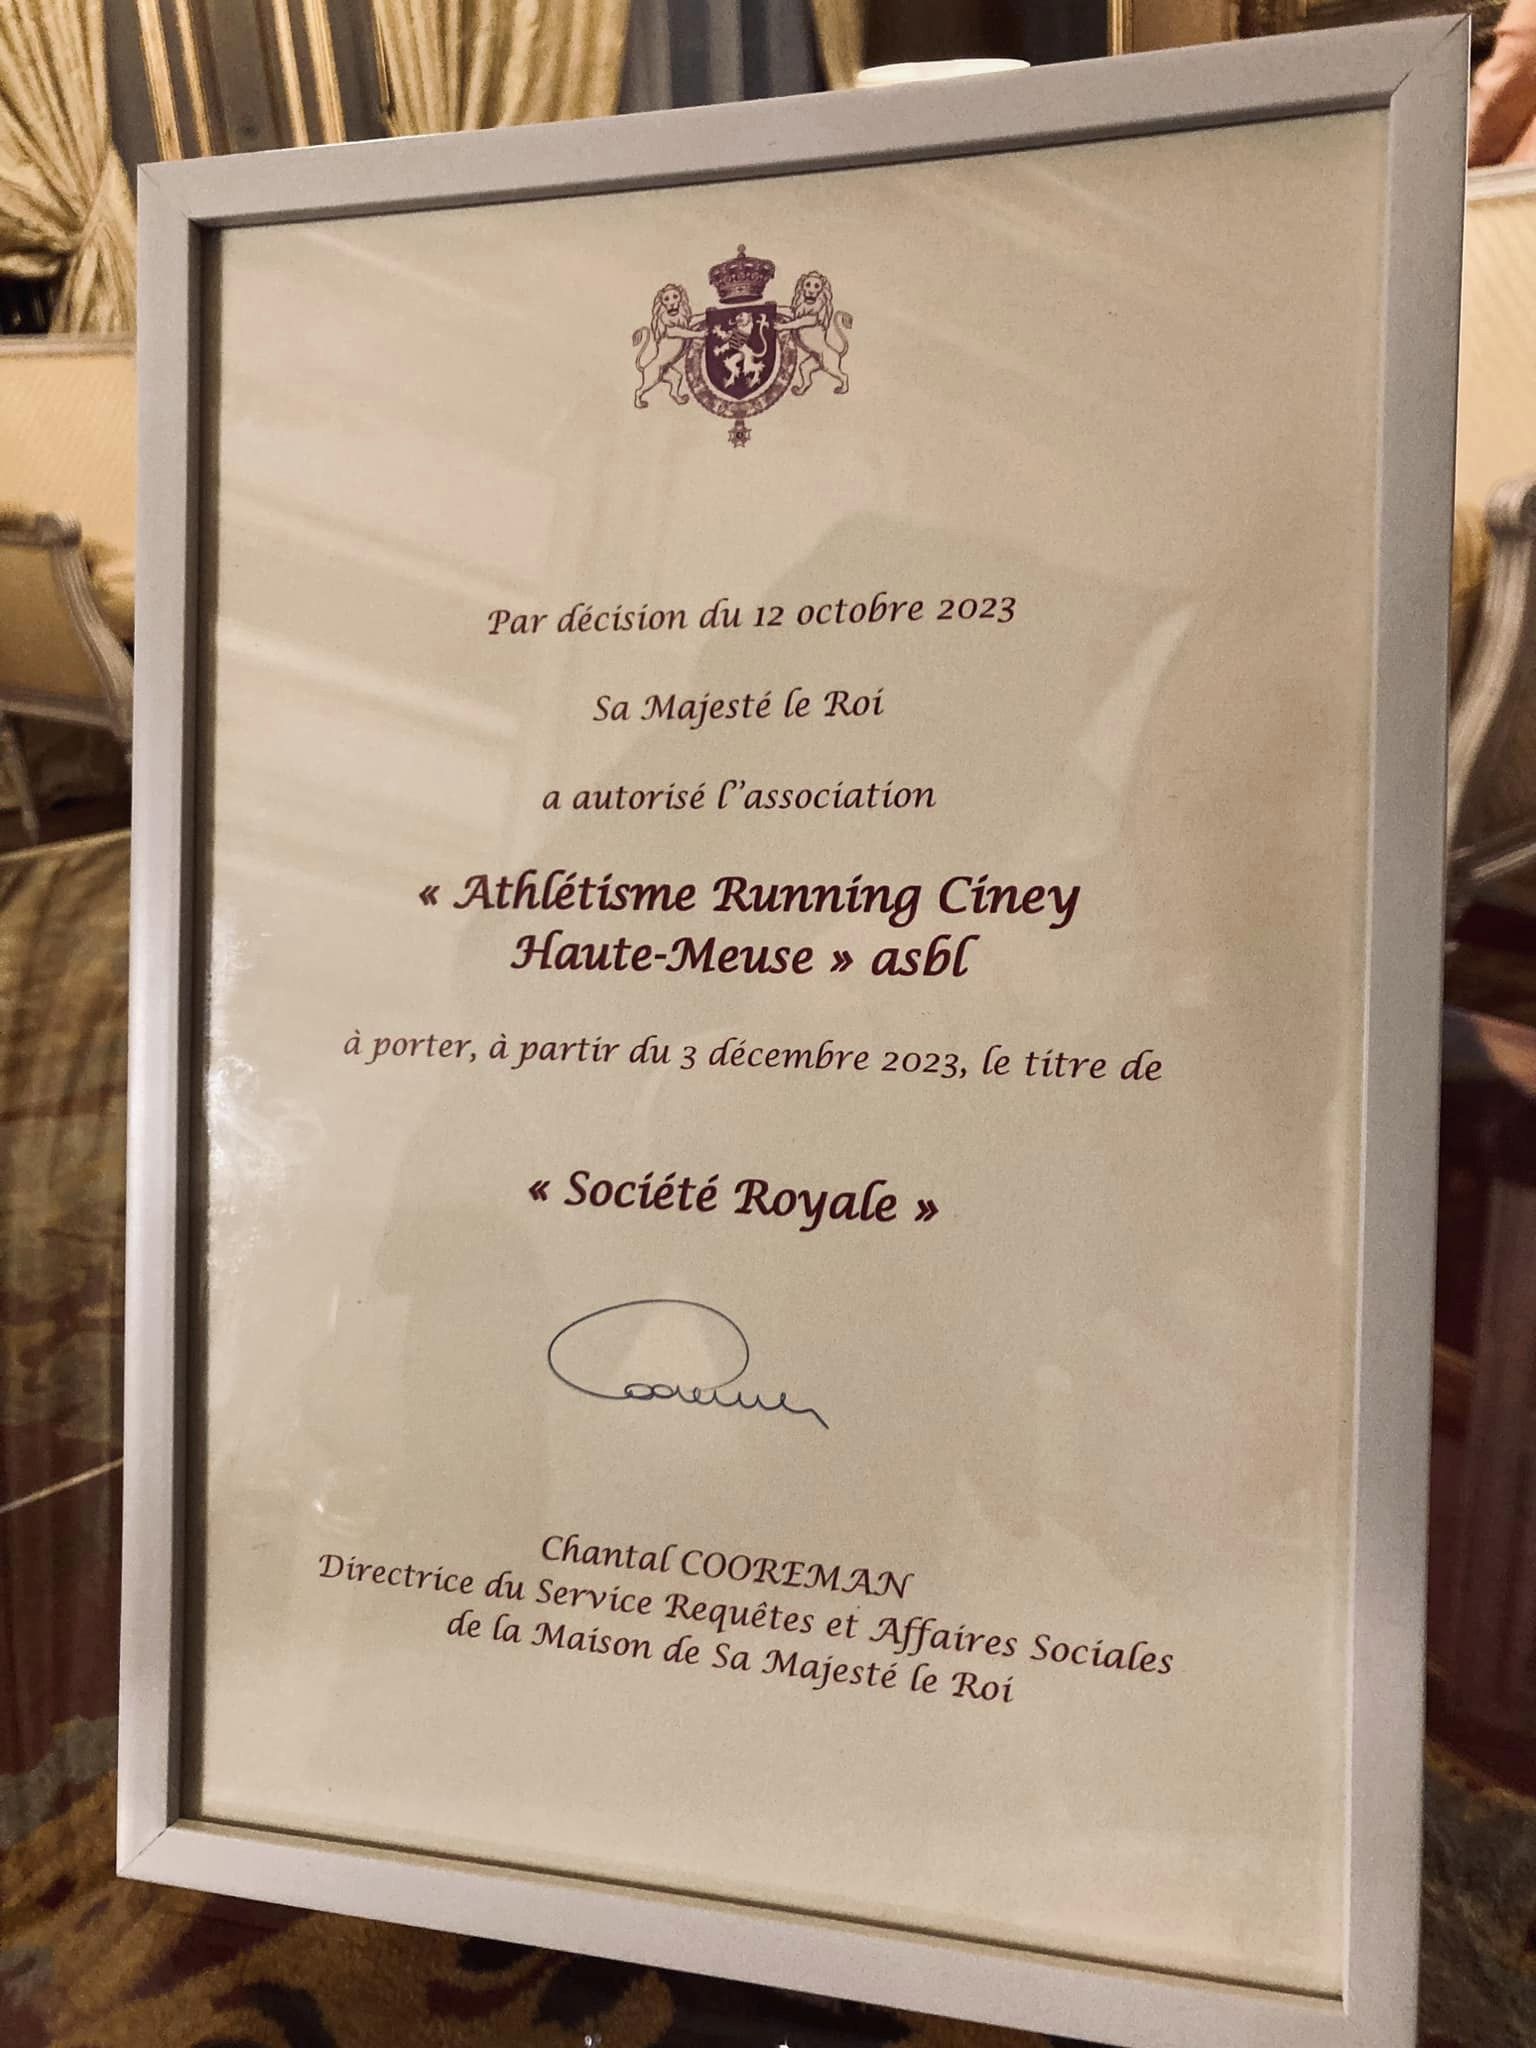 Par décision du 12 octobre 2023
Sa Majesté le Roi
a autorisé l'association
« Athlétisme Running Ciney
Haute-Meuse » asbl
à porter, à partir du 3 décembre 2023, le titre de
« Société Royale »
Cooreman
Chantal COOREMAN
Directrice du Service Requêtes et Affaires Sociales
de la Maison de Sa Majesté le Roi